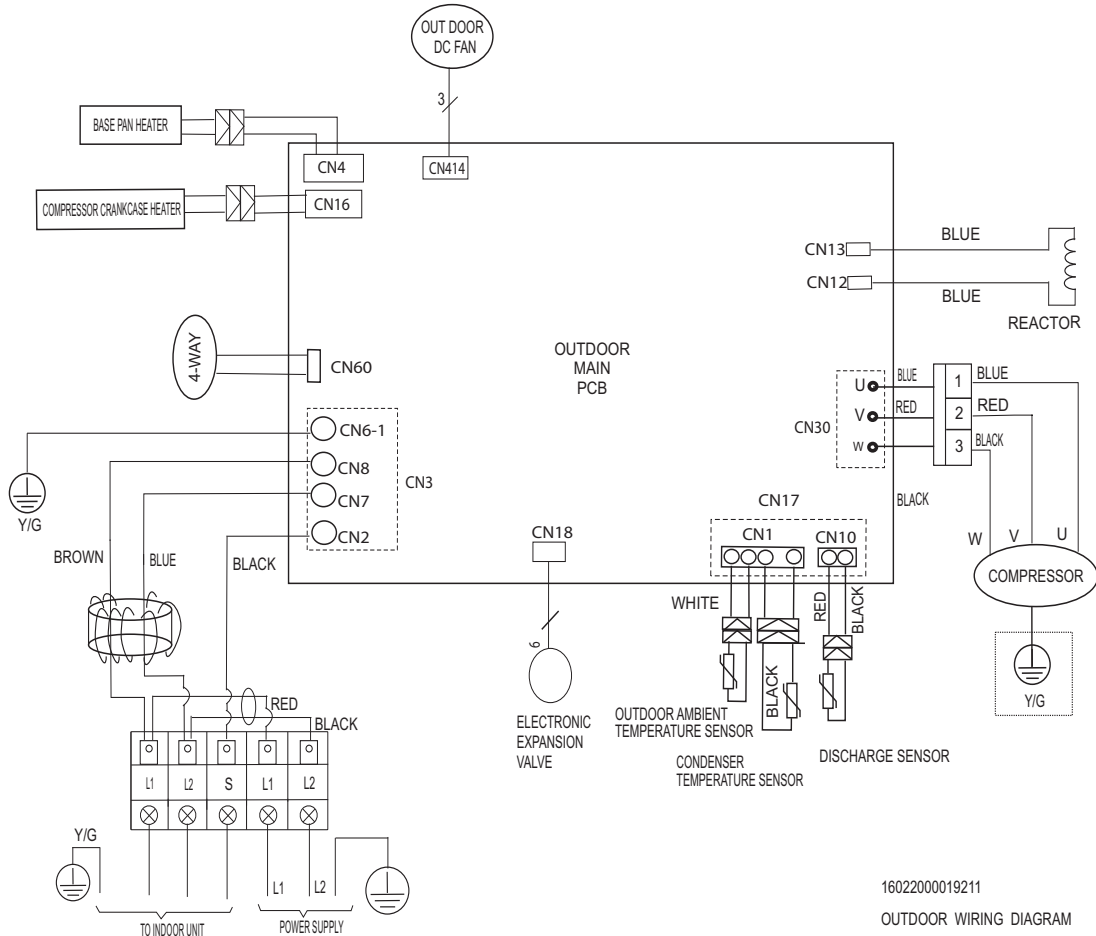 OUT DOOR
DC FAN
3
BASE PAN HEATER
CN4
CN414
COMPRESSOR CRANKCASE HEATER
CN16
CN13
BLUE
CN12
BLUE
REACTOR
4-WAY
CN60
OUTDOOR
MAIN
PCB
U
BLUE
1
BLUE
V
RED
2
RED
CN30
W
3
BLACK
CN6-1
CN8
CN3
CN7
CN2
Y/G
BROWN
BLUE
BLACK
BLACK
CN17
CN18
CN1
CN10
W
V
U
COMPRESSOR
Y/G
WHITE
RED
BLACK
6
BLACK
RED
BLACK
ELECTRONIC
EXPANSION
VALVE
OUTDOOR AMBIENT
TEMPERATURE SENSOR
CONDENSER
TEMPERATURE SENSOR
DISCHARGE SENSOR
L1
L2
S
L1
L2
Y/G
L1
L2
TO INDOOR UNIT
POWER SUPPLY
16022000019211
OUTDOOR WIRING DIAGRAM